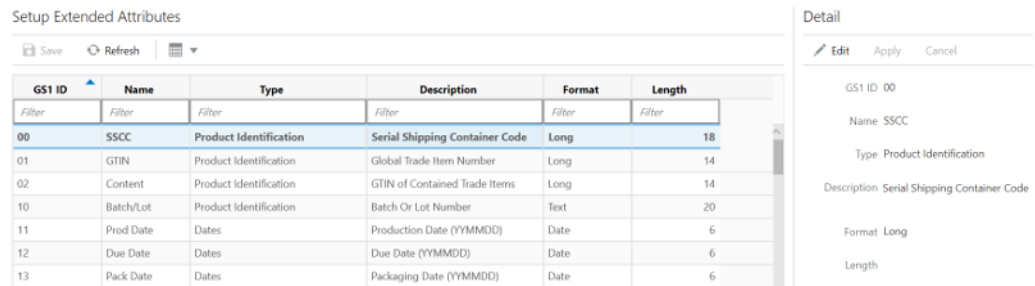 Setup Extended Attributes
Save Refresh
GS1 ID Name Type Description Format Length
Filter Filter Filter Filter Filter Filter
00 SSCC Product Identification Serial Shipping Container Code Long 18
01 GTIN Product Identification Global Trade Item Number Long 14
02 Content Product Identification GTIN of Contained Trade Items Long 14
10 Batch/Lot Product Identification Batch Or Lot Number Text 20
11 Prod Date Dates Production Date (YYMMDD) Date 6
12 Due Date Dates Due Date (YYMMDD) Date 6
13 Pack Date Dates Packaging Date (YYMMDD) Date 6
Detail
Edit Apply Cancel
GS1 ID 00
Name SSCC
Type Product Identification
Description Serial Shipping Container Code
Format Long
Length